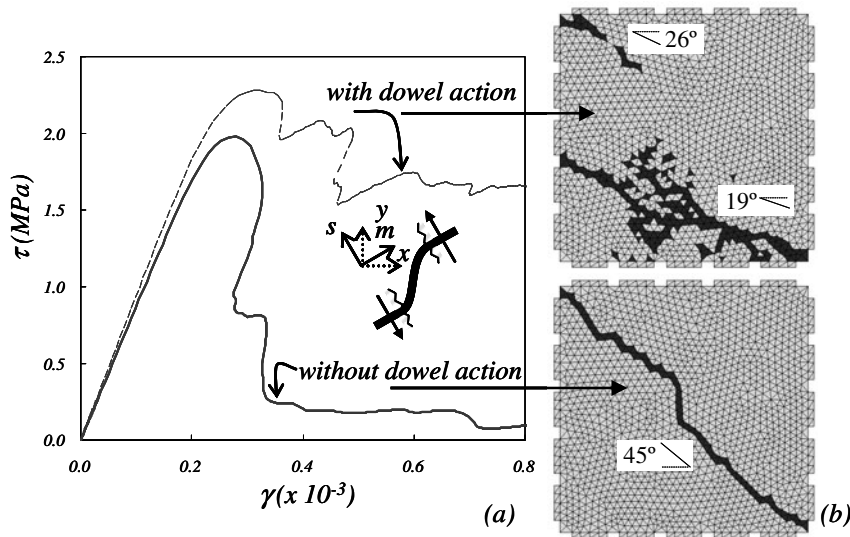 2.5
2.0
1.5
1.0
0.5
0.0
τ (MPa)
0.0 0.2 0.4 0.6 0.8
γ (x 10⁻³)
(a)
with dowel action
s y m x
without dowel action
26º
19º
45º
(b)